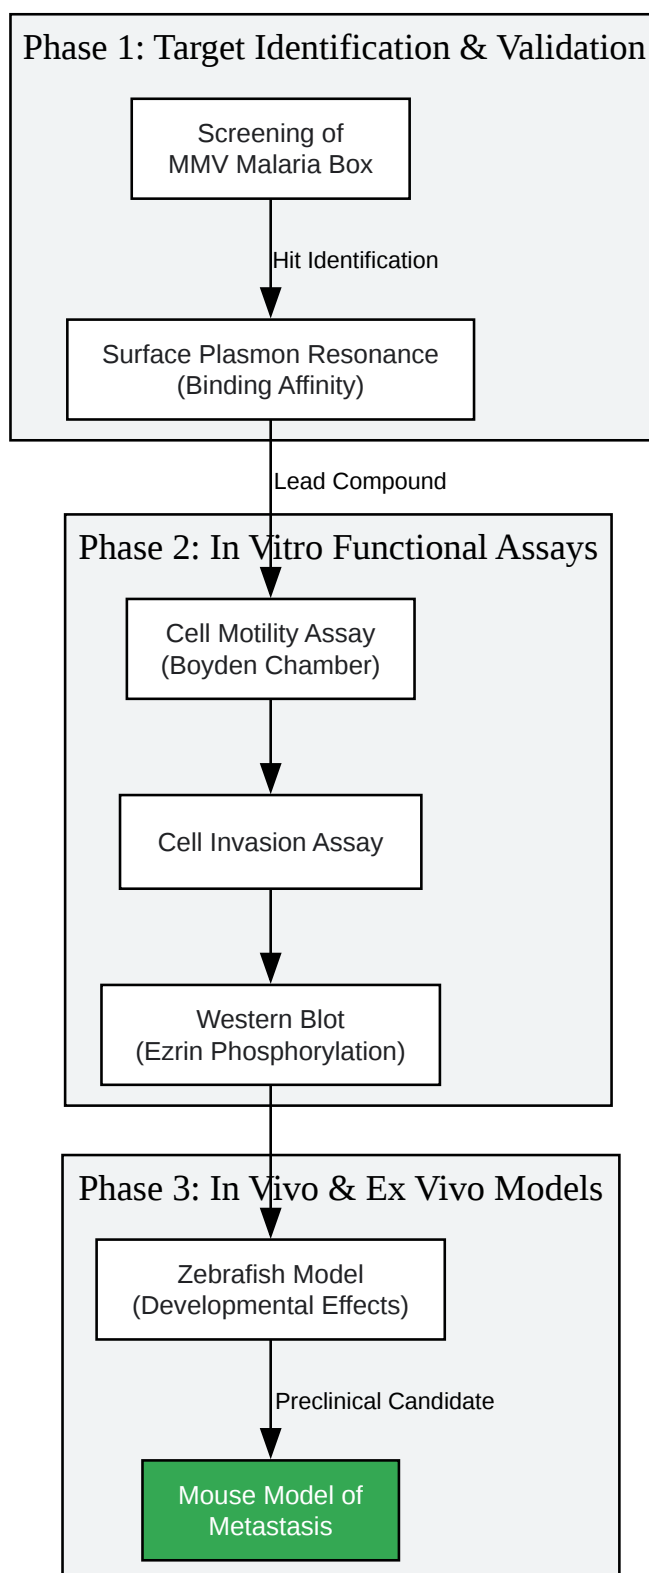 Phase 1: Target Identification & Validation
Screening of
MMV Malaria Box
Hit Identification
Surface Plasmon Resonance
(Binding Affinity)
Lead Compound
Phase 2: In Vitro Functional Assays
Cell Motility Assay
(Boyden Chamber)
Cell Invasion Assay
Western Blot
(Ezrin Phosphorylation)
Phase 3: In Vivo & Ex Vivo Models
Zebrafish Model
(Developmental Effects)
Preclinical Candidate
Mouse Model of
Metastasis